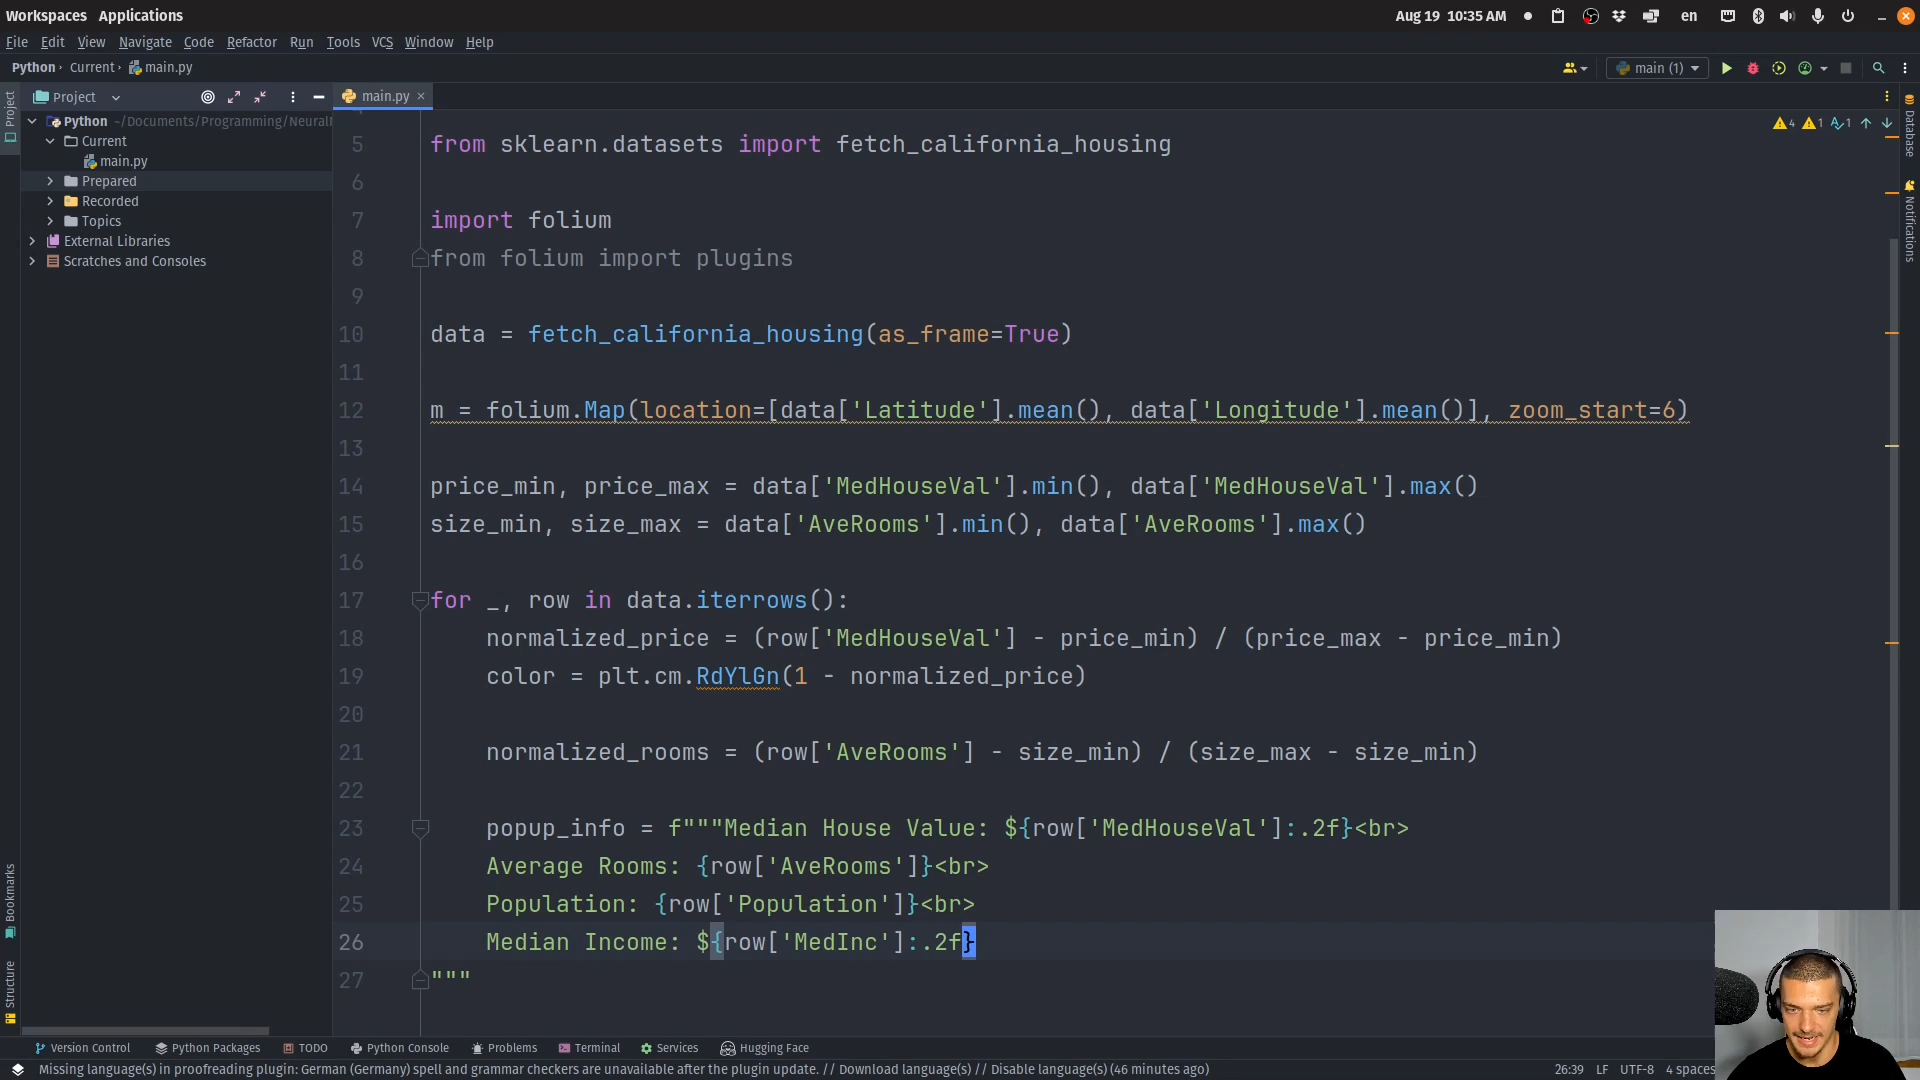 Workspaces Applications
Aug 19 10:35 AM
en
File Edit View Navigate Code Refactor Run Tools VCS Window Help
Python Current main.py
main (1)
Project
main.py
Python ~/Documents/Programming/Neural
Current
main.py
Prepared
Recorded
Topics
External Libraries
Scratches and Consoles
4 1 1
5 from sklearn.datasets import fetch_california_housing
6
7 import folium
8 from folium import plugins
9
10 data = fetch_california_housing(as_frame=True)
11
12 m = folium.Map(location=[data['Latitude'].mean(), data['Longitude'].mean()], zoom_start=6)
13
14 price_min, price_max = data['MedHouseVal'].min(), data['MedHouseVal'].max()
15 size_min, size_max = data['AveRooms'].min(), data['AveRooms'].max()
16
17 for _, row in data.iterrows():
18 normalized_price = (row['MedHouseVal'] - price_min) / (price_max - price_min)
19 color = plt.cm.RdYlGn(1 - normalized_price)
20
21 normalized_rooms = (row['AveRooms'] - size_min) / (size_max - size_min)
22
23 popup_info = f"""Median House Value: ${row['MedHouseVal']:.2f}<br>
24 Average Rooms: {row['AveRooms']}<br>
25 Population: {row['Population']}<br>
26 Median Income: ${row['MedInc']:.2f}
27 """
Project
Bookmarks
Structure
Database
Notifications
Version Control Python Packages TODO Python Console Problems Terminal Services Hugging Face
Missing language(s) in proofreading plugin: German (Germany) spell and grammar checkers are unavailable after the plugin update. // Download language(s) // Disable language(s) (46 minutes ago)
26:39 LF UTF-8 4 spaces